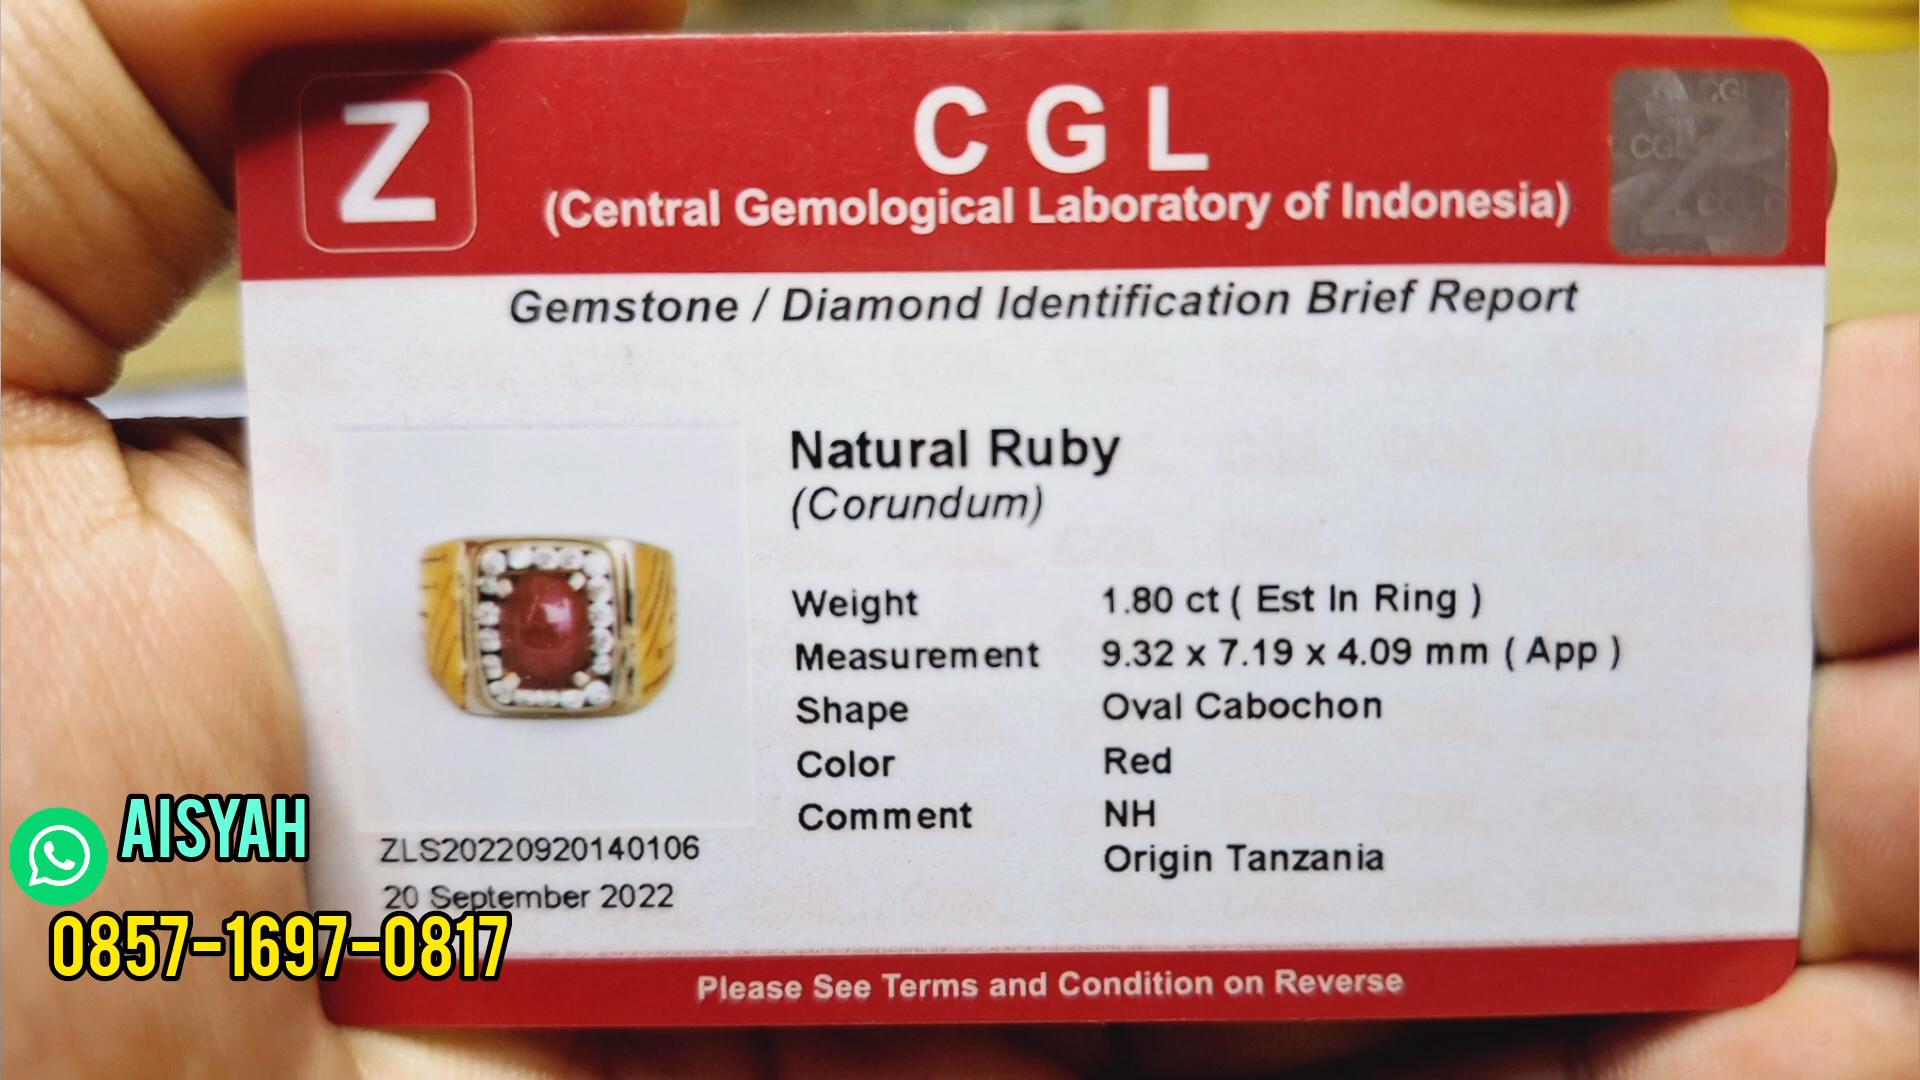 Z
C G L
(Central Gemological Laboratory of Indonesia)
Gemstone / Diamond Identification Brief Report
Natural Ruby
(Corundum)
Weight 1.80 ct ( Est In Ring )
Measurement 9.32 x 7.19 x 4.09 mm ( App )
Shape Oval Cabochon
Color Red
Comment NH
Origin Tanzania
ZLS20220920140106
20 September 2022
Please See Terms and Condition on Reverse
AISYAH
0857-1697-0817